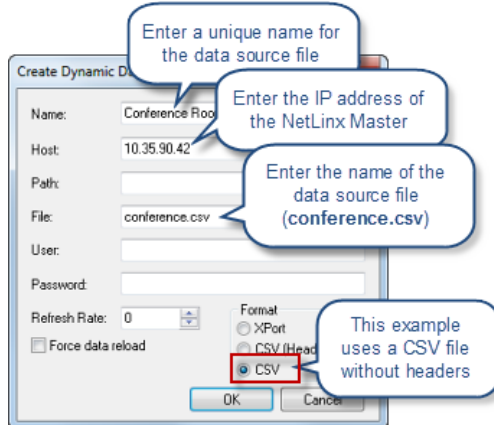 Enter a unique name for
the data source file
Create Dynamic
Enter the IP address of
the NetLinx Master
Name:
Conference Roo
Host:
10.35.90.42
Enter the name of the
data source file
(conference.csv)
Path:
File:
conference.csv
User:
Password:
Refresh Rate:
0
Format
XPort
Force data reload
CSV (Head
CSV
This example
uses a CSV file
without headers
OK
Cancel